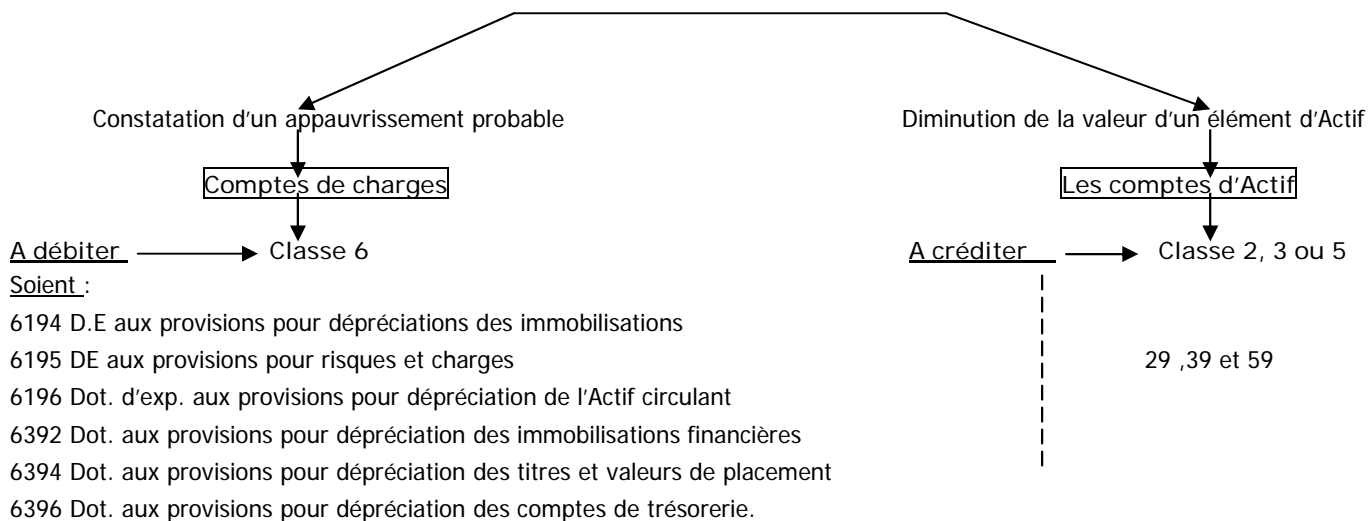 Constatation d'un appauvrissement probable
Diminution de la valeur d'un élément d'Actif
Comptes de charges
Les comptes d'Actif
A débiter Classe 6
A créditer Classe 2, 3 ou 5
Soient :
6194 D.E aux provisions pour dépréciations des immobilisations
6195 DE aux provisions pour risques et charges
29 ,39 et 59
6196 Dot. d'exp. aux provisions pour dépréciation de l'Actif circulant
6392 Dot. aux provisions pour dépréciation des immobilisations financières
6394 Dot. aux provisions pour dépréciation des titres et valeurs de placement
6396 Dot. aux provisions pour dépréciation des comptes de trésorerie.